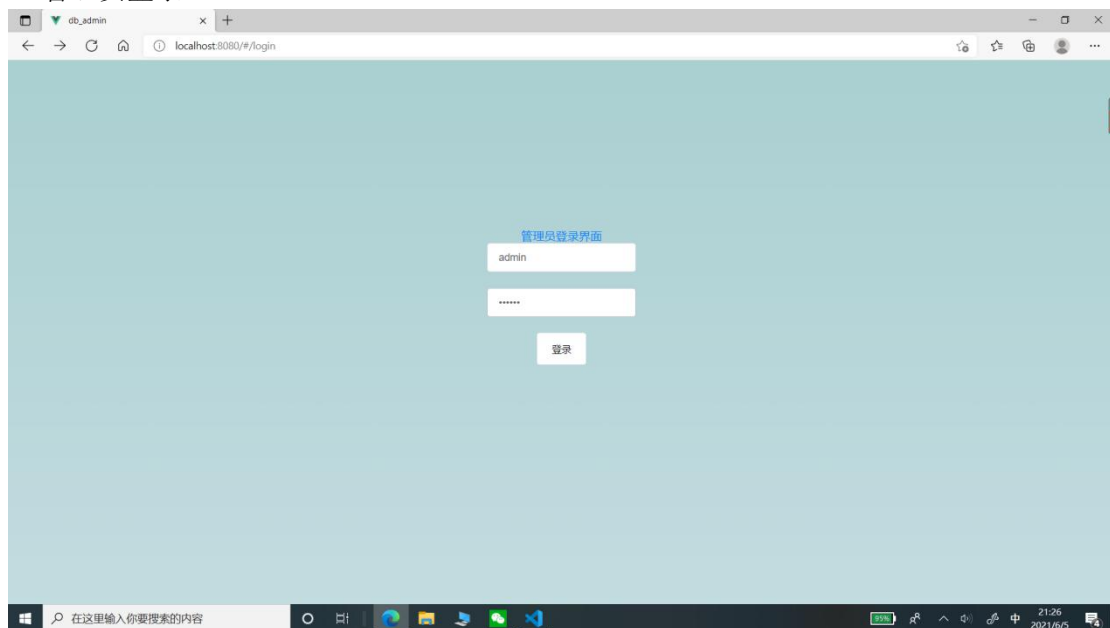 db_admin
localhost:8080/#/login
管理员登录界面
admin
••••••
登录
在这里输入你要搜索的内容
95%
中
21:26
2021/6/5
4